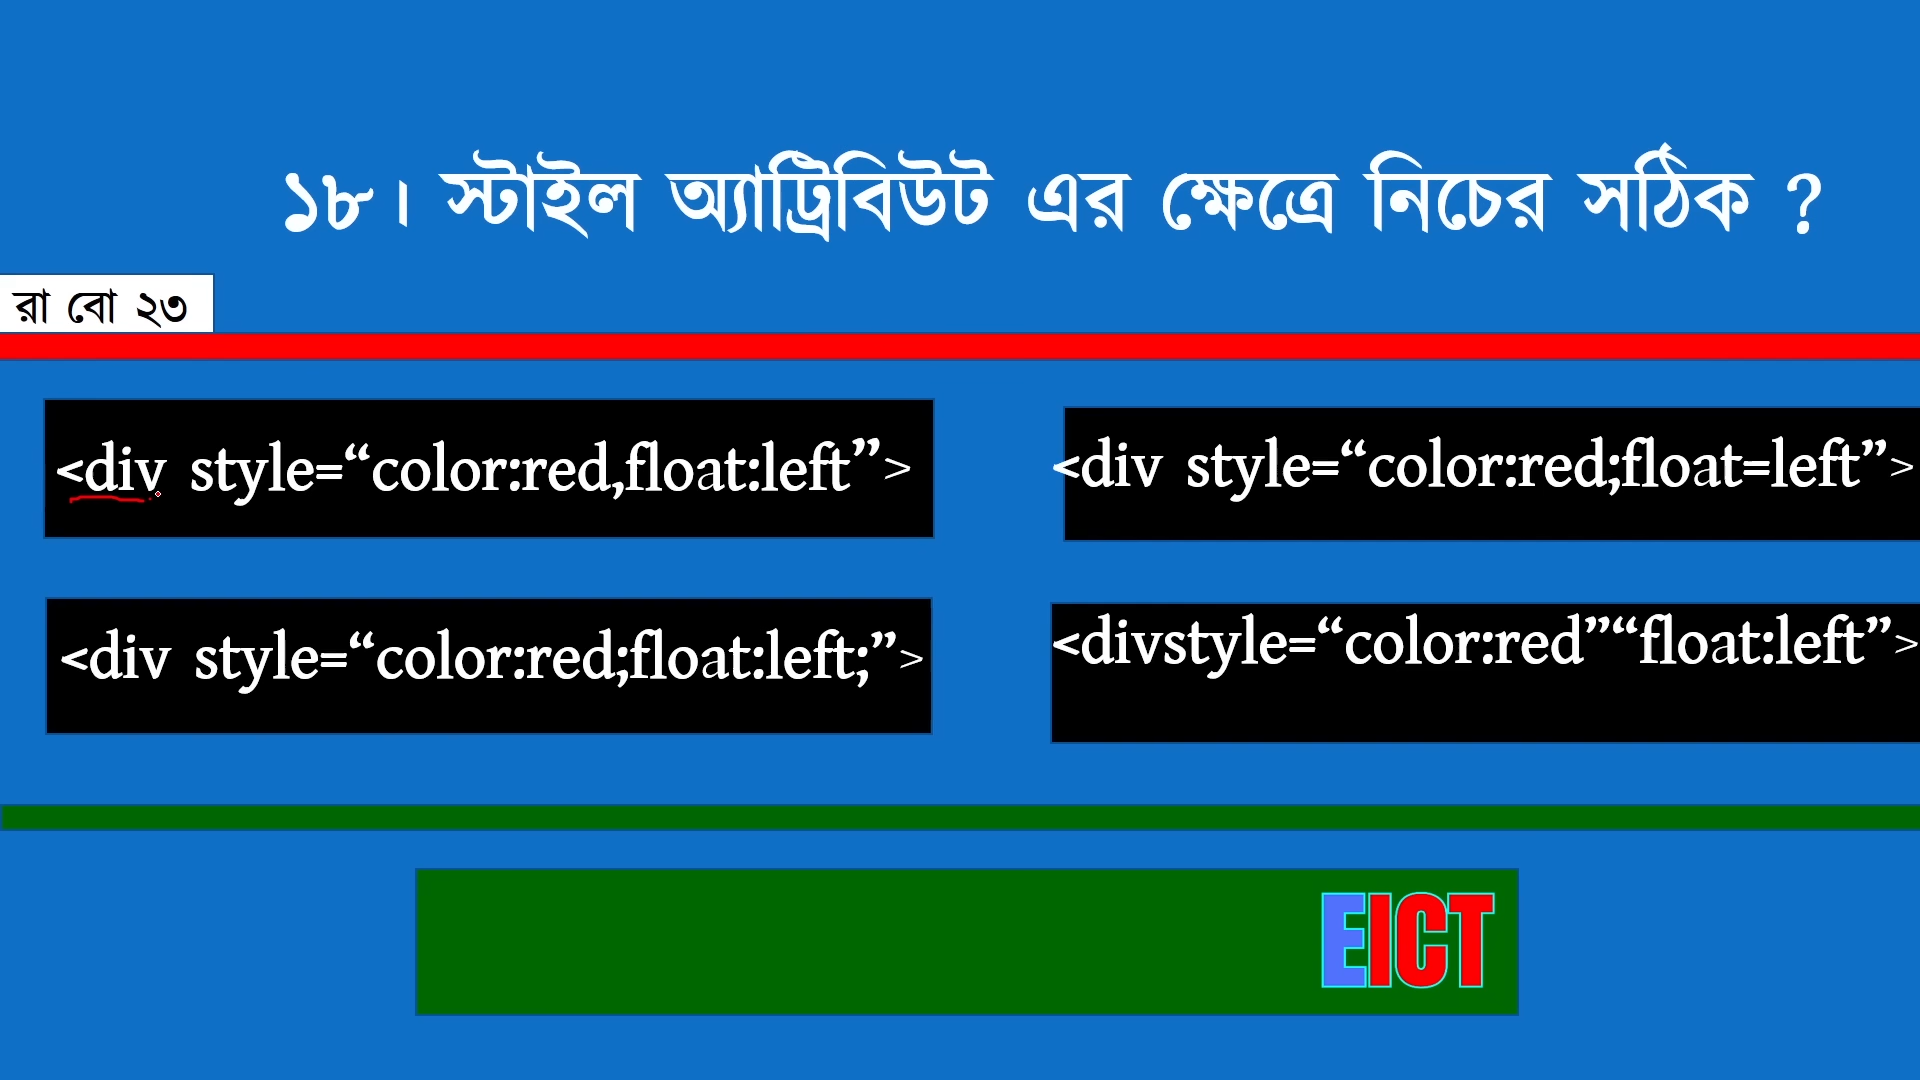 ১৮। স্টাইল অ্যাট্রিবিউট এর ক্ষেত্রে নিচের সঠিক ?
রা বো ২৩
<div style=“color:red,float:left”>
<div style=“color:red;float=left”>
<div style=“color:red;float:left;”>
<divstyle=“color:red”“float:left”>
EICT